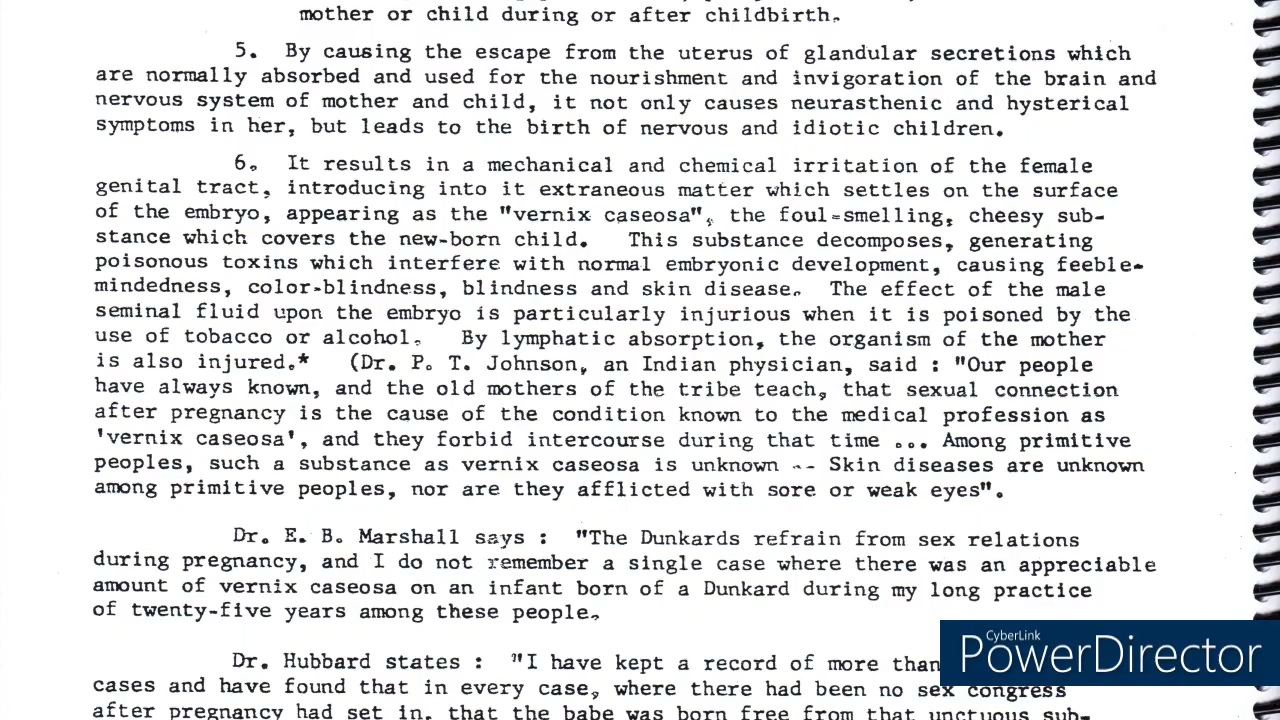 mother or child during or after childbirth.
5. By causing the escape from the uterus of glandular secretions which
are normally absorbed and used for the nourishment and invigoration of the brain and
nervous system of mother and child, it not only causes neurasthenic and hysterical
symptoms in her, but leads to the birth of nervous and idiotic children.
6. It results in a mechanical and chemical irritation of the female
genital tract, introducing into it extraneous matter which settles on the surface
of the embryo, appearing as the "vernix caseosa", the foul-smelling, cheesy sub-
stance which covers the new-born child. This substance decomposes, generating
poisonous toxins which interfere with normal embryonic development, causing feeble-
mindedness, color-blindness, blindness and skin disease. The effect of the male
seminal fluid upon the embryo is particularly injurious when it is poisoned by the
use of tobacco or alcohol. By lymphatic absorption, the organism of the mother
is also injured.* (Dr. P. T. Johnson, an Indian physician, said : "Our people
have always known, and the old mothers of the tribe teach, that sexual connection
after pregnancy is the cause of the condition known to the medical profession as
'vernix caseosa', and they forbid intercourse during that time ... Among primitive
peoples, such a substance as vernix caseosa is unknown -- Skin diseases are unknown
among primitive peoples, nor are they afflicted with sore or weak eyes".
Dr. E. B. Marshall says : "The Dunkards refrain from sex relations
during pregnancy, and I do not remember a single case where there was an appreciable
amount of vernix caseosa on an infant born of a Dunkard during my long practice
of twenty-five years among these people.
Dr. Hubbard states : "I have kept a record of more than
cases and have found that in every case, where there had been no sex congress
after pregnancy had set in, that the babe was born free from that unctuous sub-
CyberLink
PowerDirector